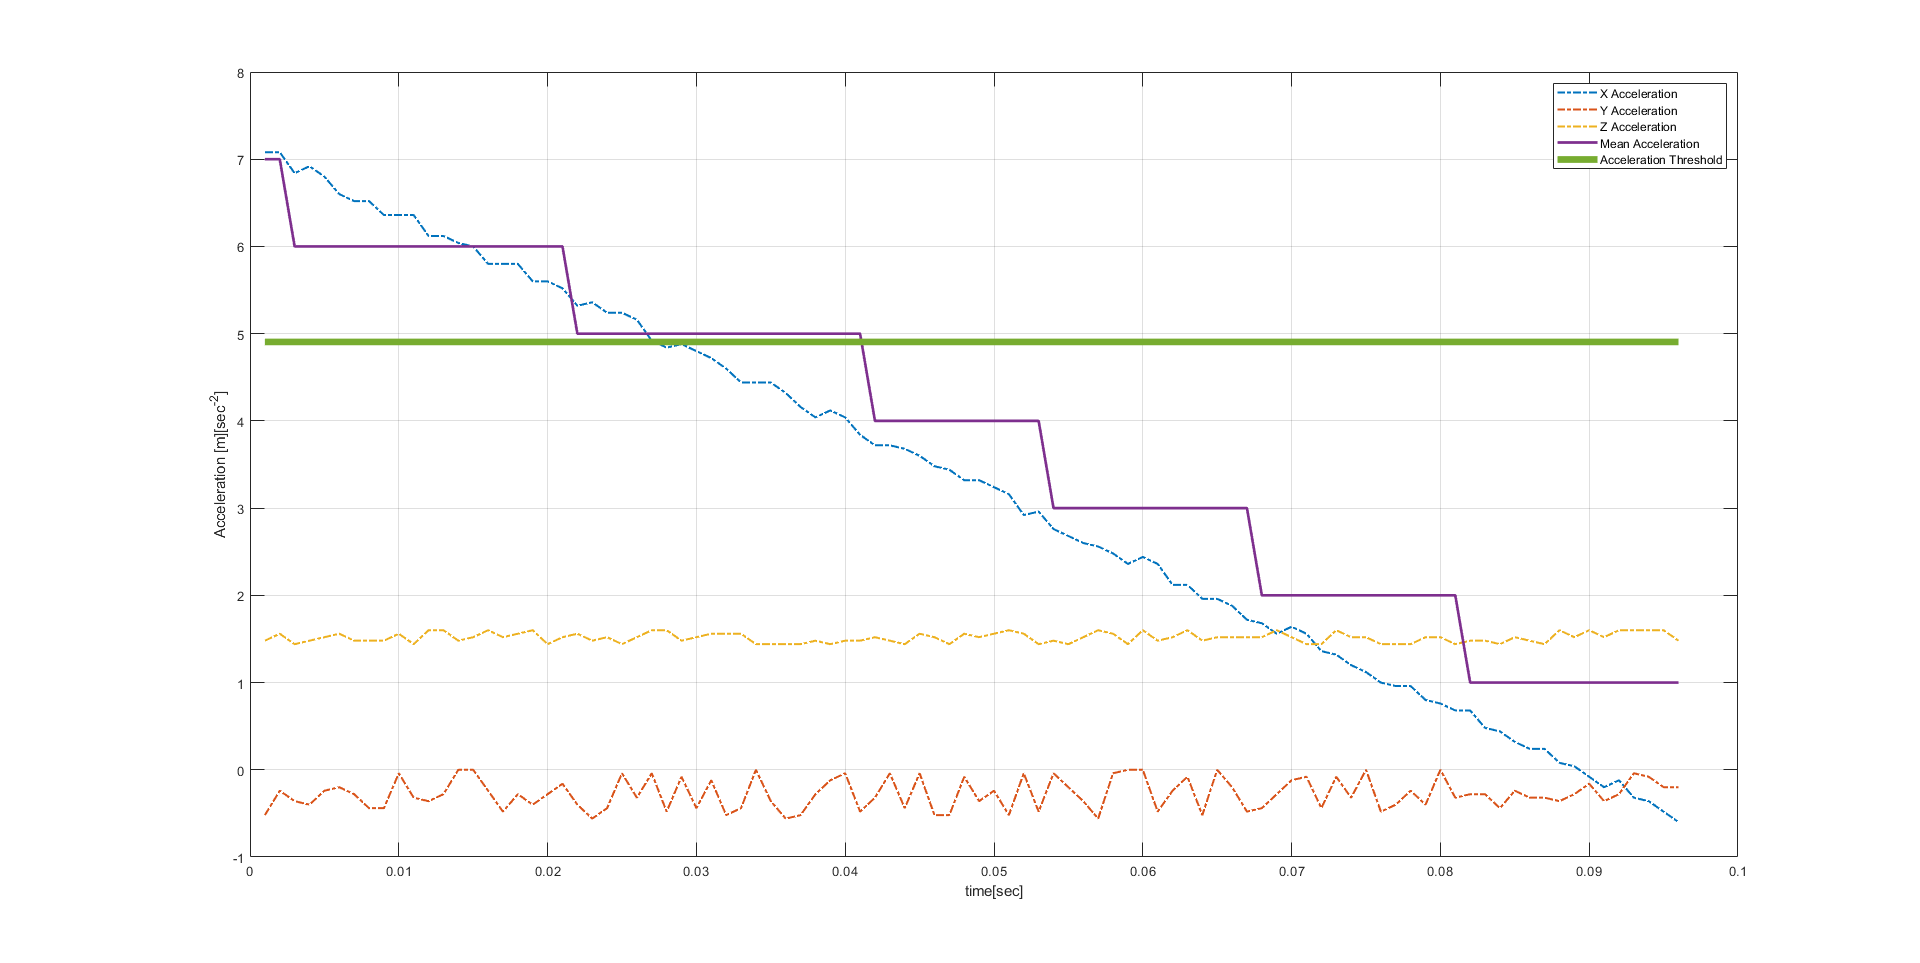 8
7
6
5
4
3
2
1
0
-1
Acceleration [m][sec-2]
0 0.01 0.02 0.03 0.04 0.05 0.06 0.07 0.08 0.09 0.1
time[sec]
X Acceleration
Y Acceleration
Z Acceleration
Mean Acceleration
Acceleration Threshold